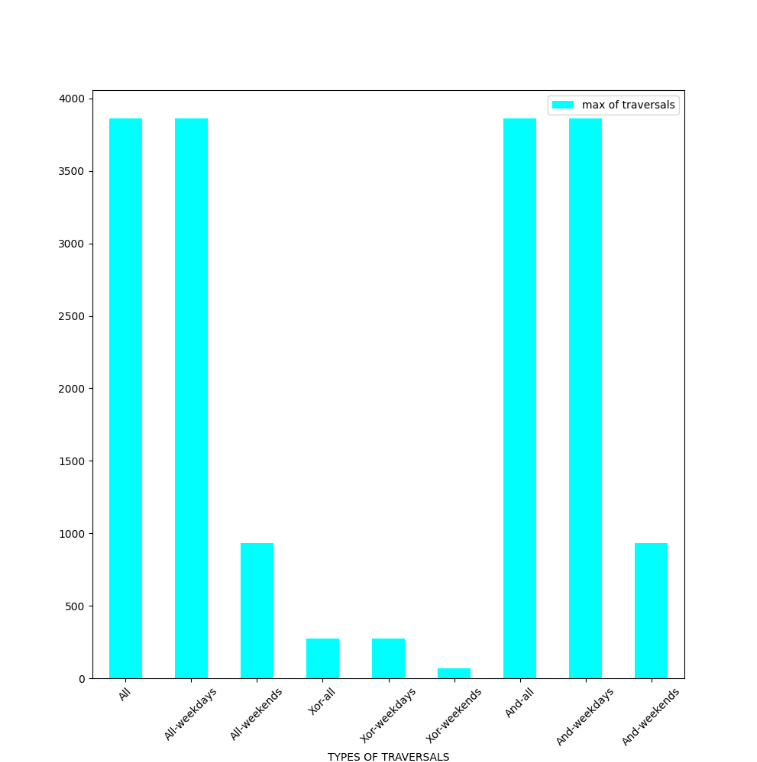 max of traversals
4000
3500
3000
2500
2000
1500
1000
500
0
All
All-weekdays
All-weekends
Xor-all
Xor-weekdays
Xor-weekends
And-all
And-weekdays
And-weekends
TYPES OF TRAVERSALS